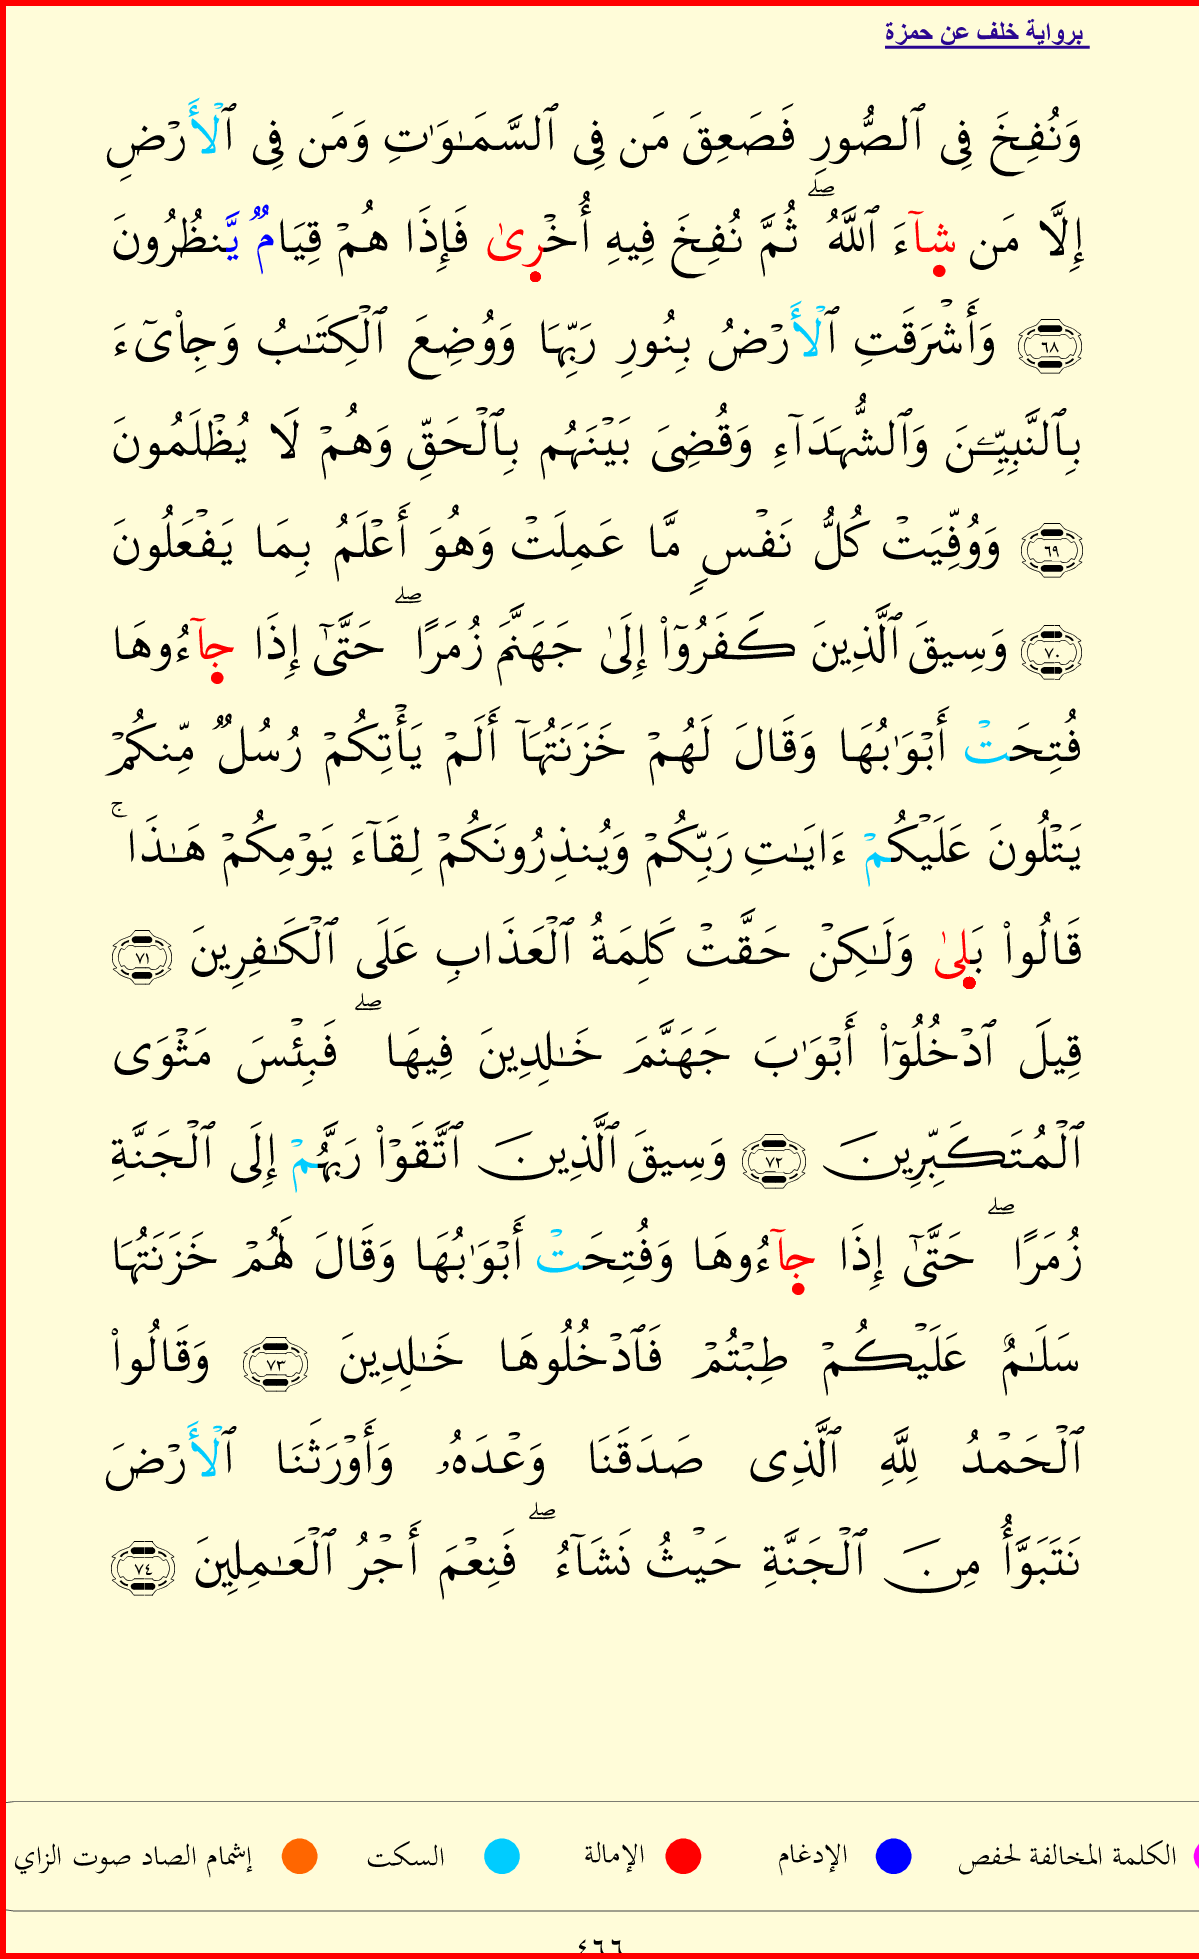 برواية خلف عن حمزة
وَنُفِخَ فِى ٱلصُّورِ فَصَعِقَ مَن فِى ٱلسَّمَـٰوَٰتِ وَمَن فِى ٱلْأَرْضِ
إِلَّا مَن شَآءَ ٱللَّهُ ۖ ثُمَّ نُفِخَ فِيهِ أُخْرِىٰ فَإِذَا هُمْ قِيَامٌ يَّنظُرُونَ
٦٨ وَأَشْرَقَتِ ٱلْأَرْضُ بِنُورِ رَبِّهَا وَوُضِعَ ٱلْكِتَـٰبُ وَجِا۟ىٓءَ
بِٱلنَّبِيِّـۧنَ وَٱلشُّهَدَآءِ وَقُضِىَ بَيْنَهُم بِٱلْحَقِّ وَهُمْ لَا يُظْلَمُونَ
٦٩ وَوُفِّيَتْ كُلُّ نَفْسٍ مَّا عَمِلَتْ وَهُوَ أَعْلَمُ بِمَا يَفْعَلُونَ
٧٠ وَسِيقَ ٱلَّذِينَ كَفَرُوٓا۟ إِلَىٰ جَهَنَّمَ زُمَرًا ۖ حَتَّىٰٓ إِذَا جِآءُوهَا
فُتِحَتْ أَبْوَٰبُهَا وَقَالَ لَهُمْ خَزَنَتُهَآ أَلَمْ يَأْتِكُمْ رُسُلٌ مِّنكُمْ
يَتْلُونَ عَلَيْكُمْ ءَايَـٰتِ رَبِّكُمْ وَيُنذِرُونَكُمْ لِقَآءَ يَوْمِكُمْ هَـٰذَا ۚ
قَالُوا۟ بَلِىٰ وَلَـٰكِنْ حَقَّتْ كَلِمَةُ ٱلْعَذَابِ عَلَى ٱلْكَـٰفِرِينَ ٧١
قِيلَ ٱدْخُلُوٓا۟ أَبْوَٰبَ جَهَنَّمَ خَـٰلِدِينَ فِيهَا ۖ فَبِئْسَ مَثْوَى
ٱلْمُتَكَبِّرِينَ ٧٢ وَسِيقَ ٱلَّذِينَ ٱتَّقَوْا۟ رَبَّهُمْ إِلَى ٱلْجَنَّةِ
زُمَرًا ۖ حَتَّىٰٓ إِذَا جِآءُوهَا وَفُتِحَتْ أَبْوَٰبُهَا وَقَالَ لَهُمْ خَزَنَتُهَا
سَلَـٰمٌ عَلَيْكُمْ طِبْتُمْ فَٱدْخُلُوهَا خَـٰلِدِينَ ٧٣ وَقَالُوا۟
ٱلْحَمْدُ لِلَّهِ ٱلَّذِى صَدَقَنَا وَعْدَهُۥ وَأَوْرَثَنَا ٱلْأَرْضَ
نَتَبَوَّأُ مِنَ ٱلْجَنَّةِ حَيْثُ نَشَآءُ ۖ فَنِعْمَ أَجْرُ ٱلْعَـٰمِلِينَ ٧٤
الكلمة المخالفة لحفص الإدغام الإمالة السكت إشمام الصاد صوت الزاي
٤٦٦